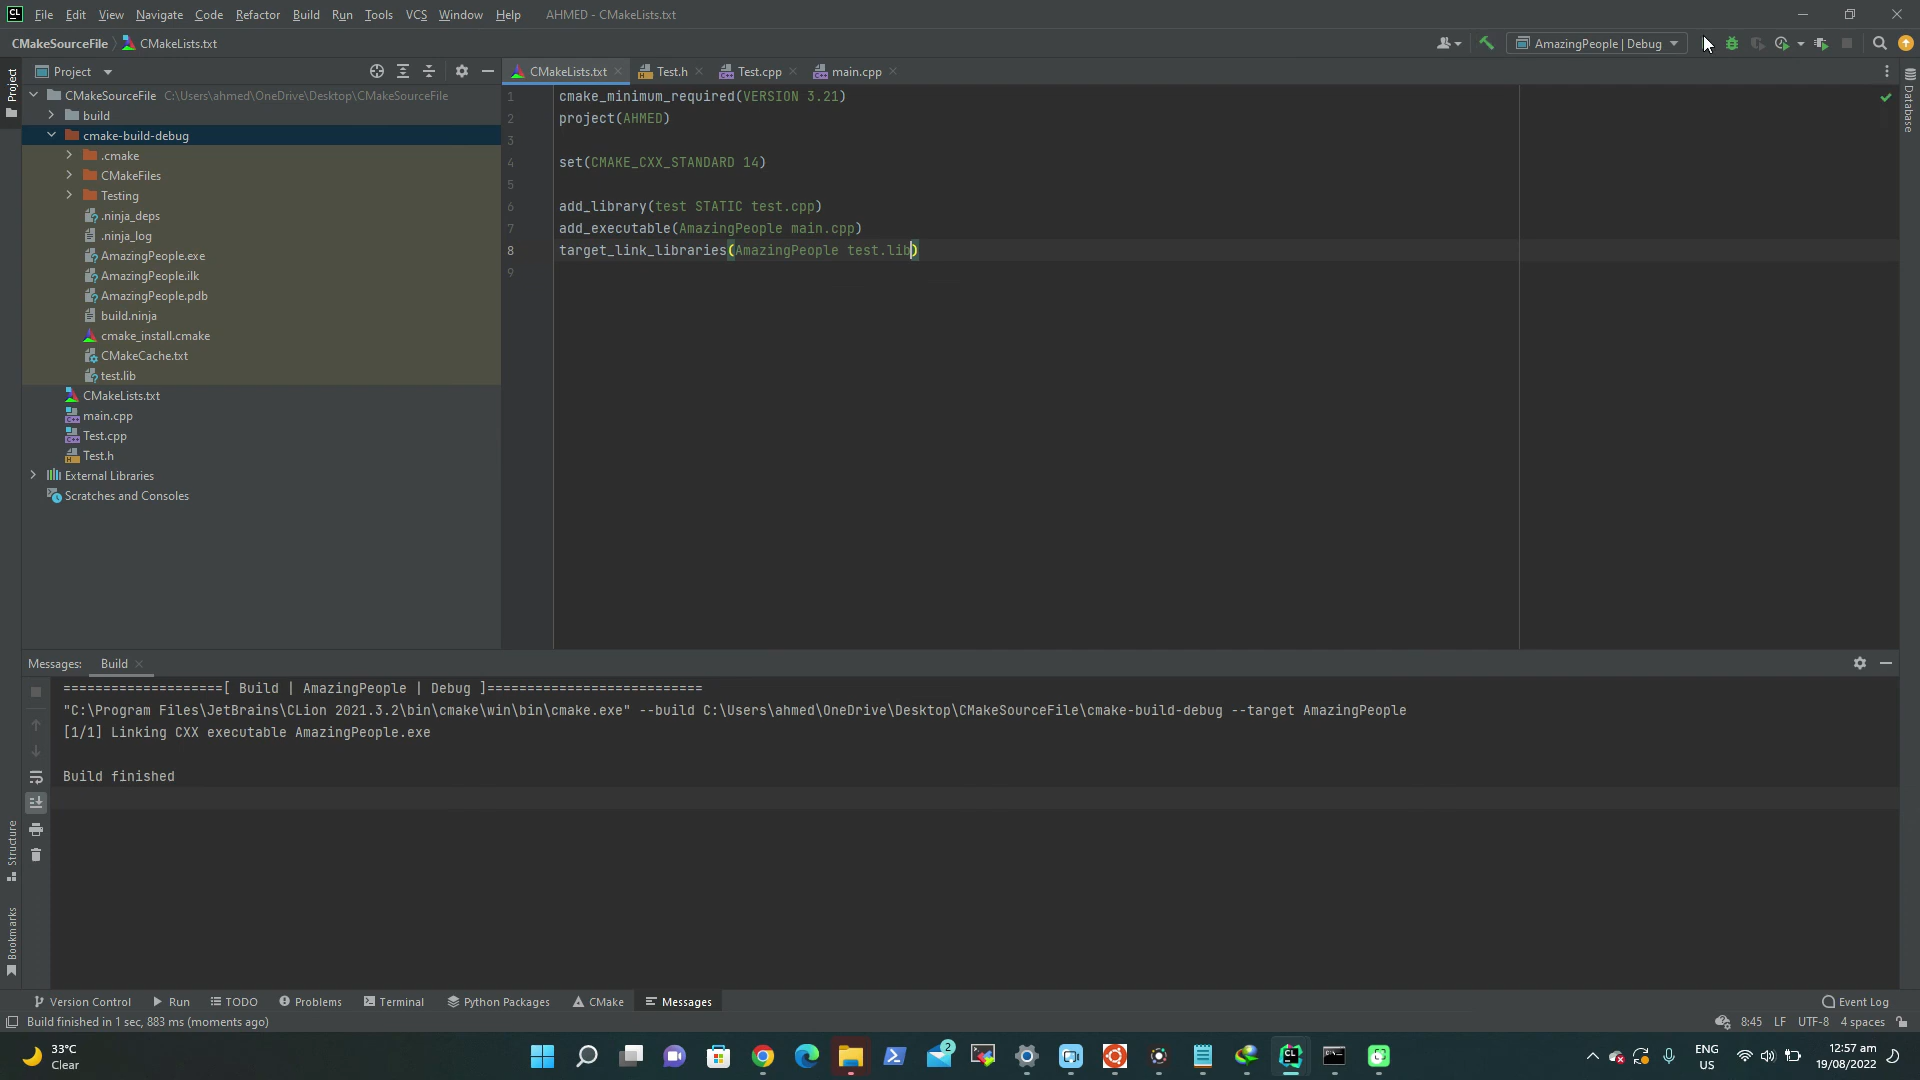 CL File Edit View Navigate Code Refactor Build Run Tools VCS Window Help AHMED - CMakeLists.txt
CMakeSourceFile CMakeLists.txt AmazingPeople | Debug
Project Project CMakeLists.txt Test.h Test.cpp main.cpp
CMakeSourceFile C:\Users\ahmed\OneDrive\Desktop\CMakeSourceFile
build
cmake-build-debug
.cmake
CMakeFiles
Testing
.ninja_deps
.ninja_log
AmazingPeople.exe
AmazingPeople.ilk
AmazingPeople.pdb
build.ninja
cmake_install.cmake
CMakeCache.txt
test.lib
CMakeLists.txt
main.cpp
Test.cpp
Test.h
External Libraries
Scratches and Consoles
1 cmake_minimum_required(VERSION 3.21)
2 project(AHMED)
3
4 set(CMAKE_CXX_STANDARD 14)
5
6 add_library(test STATIC test.cpp)
7 add_executable(AmazingPeople main.cpp)
8 target_link_libraries(AmazingPeople test.lib)
9
Database
Messages: Build
====================[ Build | AmazingPeople | Debug ]===========================
"C:\Program Files\JetBrains\CLion 2021.3.2\bin\cmake\win\bin\cmake.exe" --build C:\Users\ahmed\OneDrive\Desktop\CMakeSourceFile\cmake-build-debug --target AmazingPeople
[1/1] Linking CXX executable AmazingPeople.exe
Build finished
Structure
Bookmarks
Version Control Run TODO Problems Terminal Python Packages CMake Messages Event Log
Build finished in 1 sec, 883 ms (moments ago) 8:45 LF UTF-8 4 spaces
33°C
Clear
2
CL
ENG
US
12:57 am
19/08/2022